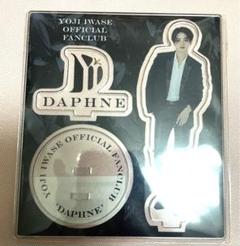 YOJI IWASE
OFFICIAL
FANCLUB
DAPHNE
YOJI IWASE OFFICIAL FANCLUB
"DAPHNE"